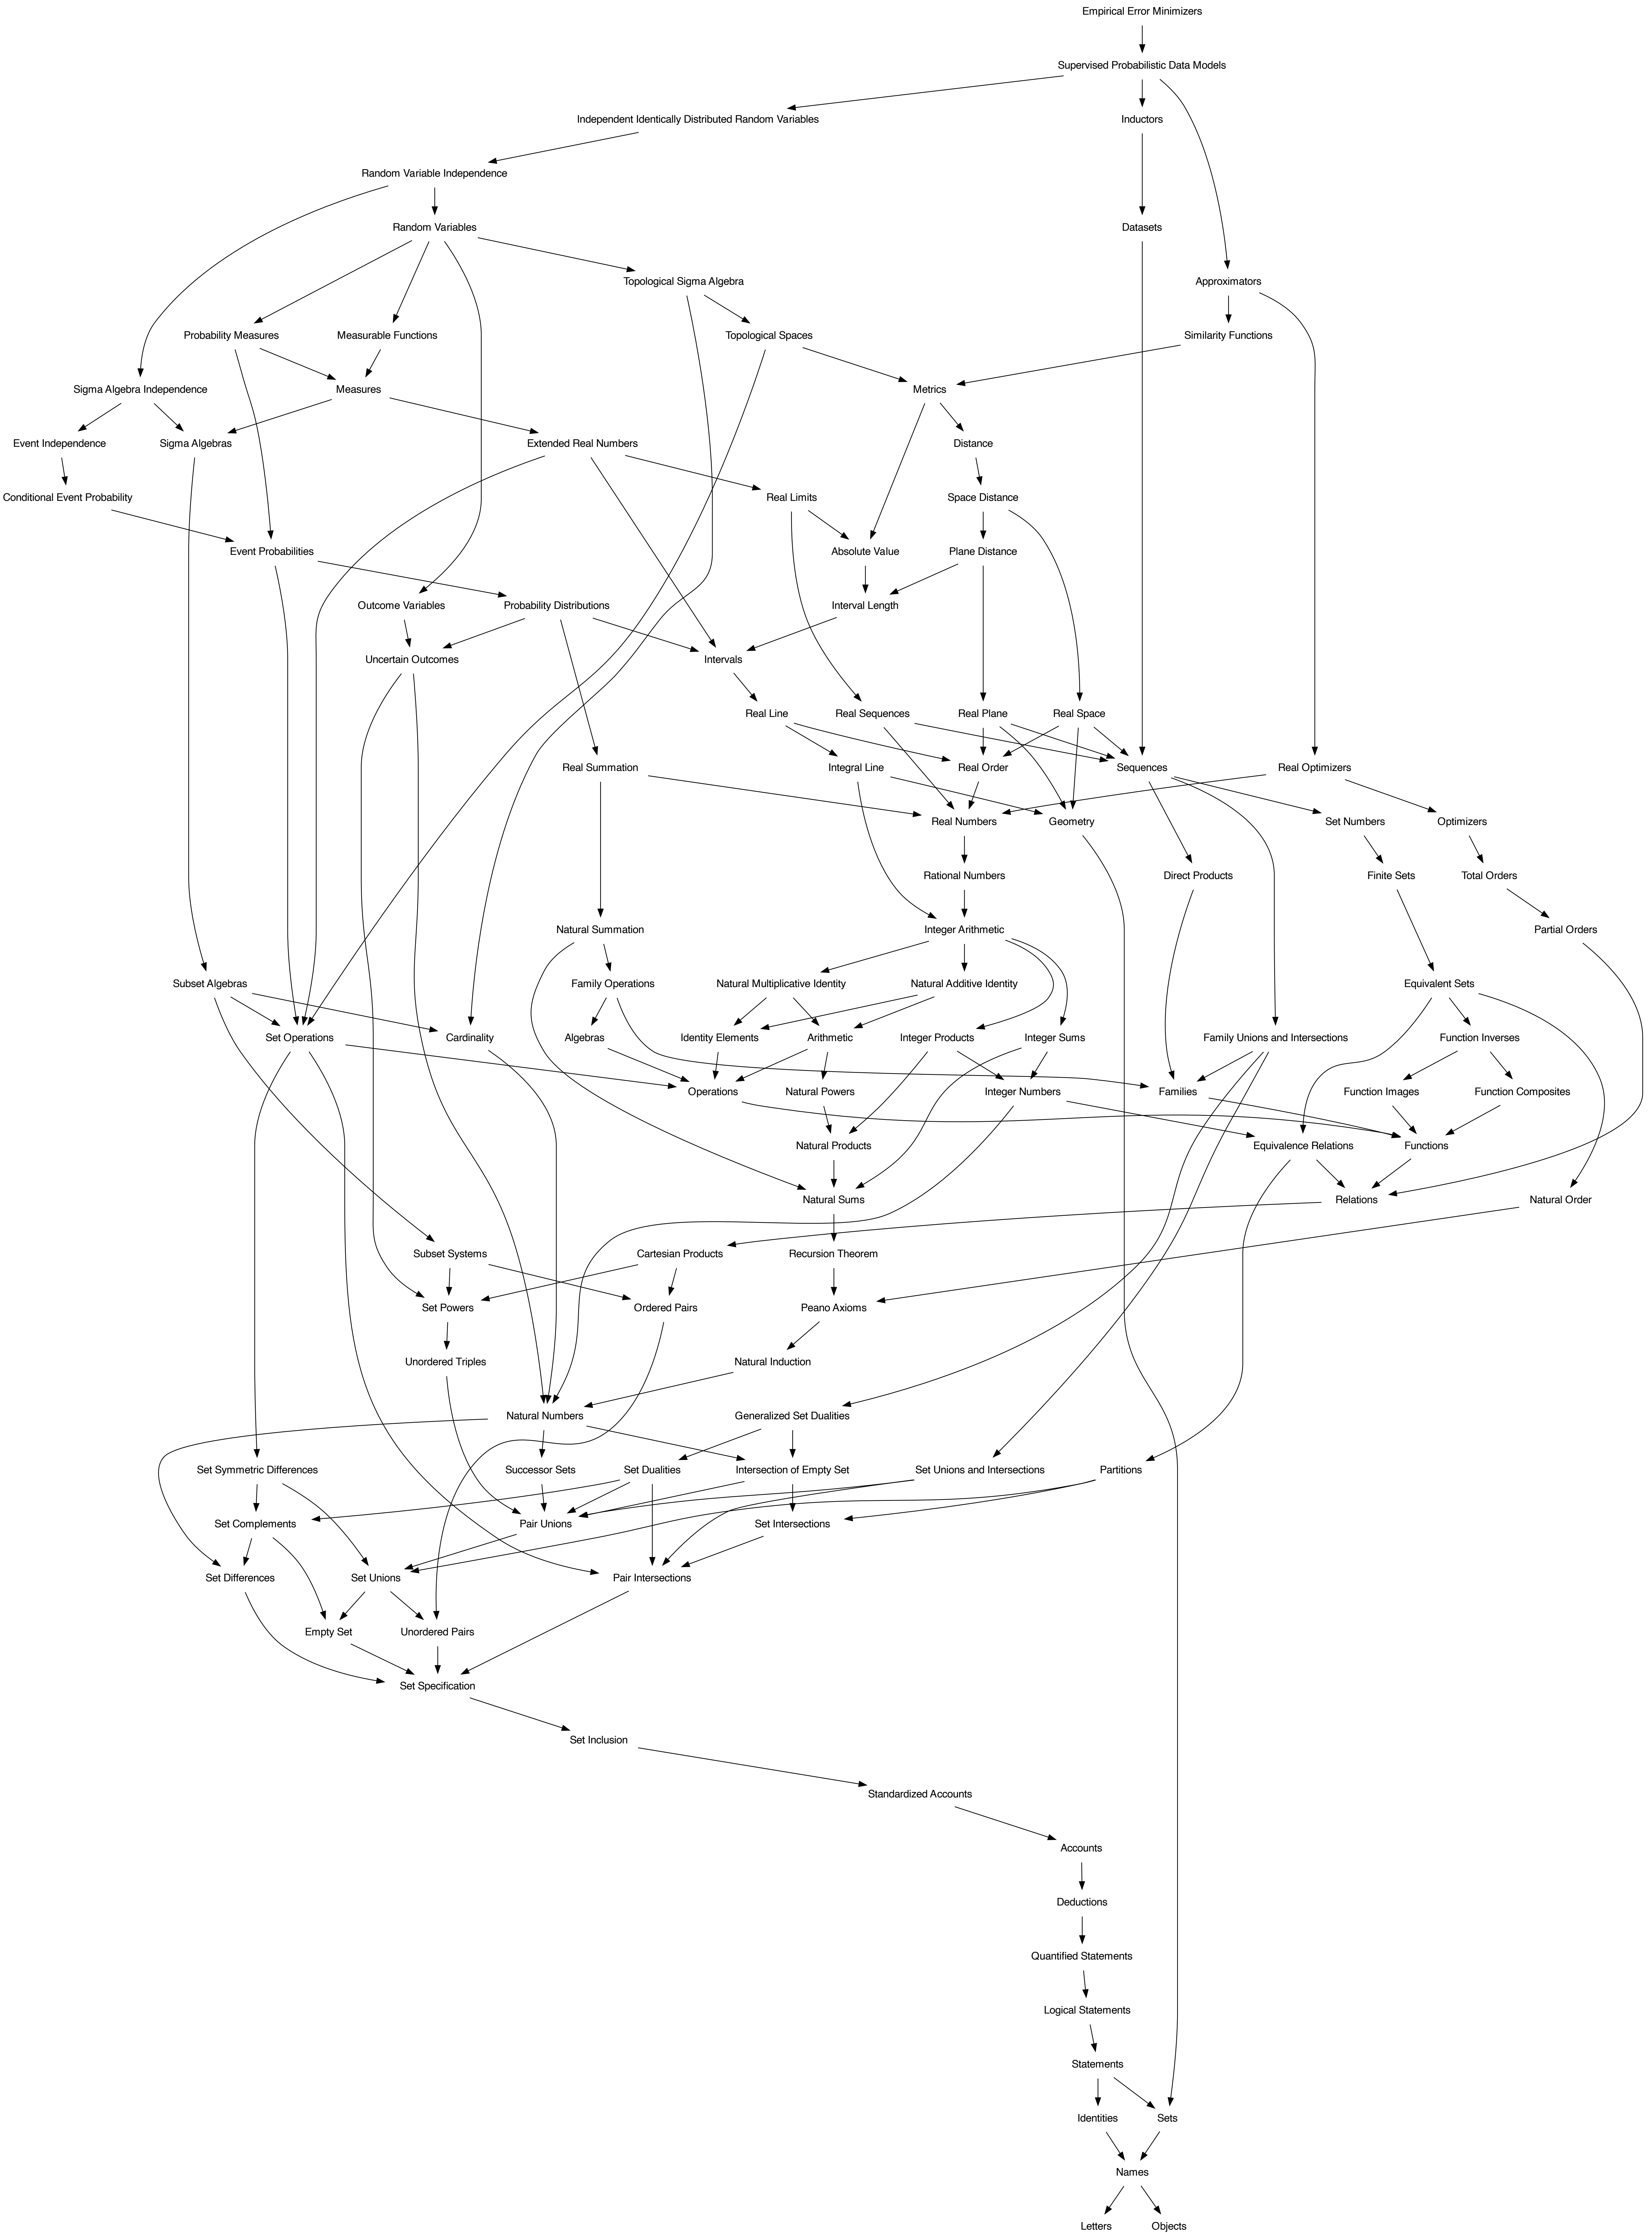 Empirical Error Minimizers
Supervised Probabilistic Data Models
Independent Identically Distributed Random Variables
Inductors
Random Variable Independence
Random Variables
Datasets
Topological Sigma Algebra
Approximators
Probability Measures
Measurable Functions
Topological Spaces
Similarity Functions
Sigma Algebra Independence
Measures
Metrics
Event Independence
Sigma Algebras
Extended Real Numbers
Distance
Conditional Event Probability
Real Limits
Space Distance
Event Probabilities
Absolute Value
Plane Distance
Outcome Variables
Probability Distributions
Interval Length
Uncertain Outcomes
Intervals
Real Line
Real Sequences
Real Plane
Real Space
Real Summation
Integral Line
Real Order
Sequences
Real Optimizers
Real Numbers
Geometry
Set Numbers
Optimizers
Rational Numbers
Direct Products
Finite Sets
Total Orders
Natural Summation
Integer Arithmetic
Partial Orders
Subset Algebras
Family Operations
Natural Multiplicative Identity
Natural Additive Identity
Equivalent Sets
Set Operations
Cardinality
Algebras
Identity Elements
Arithmetic
Integer Products
Integer Sums
Family Unions and Intersections
Function Inverses
Operations
Natural Powers
Integer Numbers
Families
Function Images
Function Composites
Natural Products
Equivalence Relations
Functions
Natural Sums
Relations
Natural Order
Subset Systems
Cartesian Products
Recursion Theorem
Set Powers
Ordered Pairs
Peano Axioms
Unordered Triples
Natural Induction
Natural Numbers
Generalized Set Dualities
Set Symmetric Differences
Successor Sets
Set Dualities
Intersection of Empty Set
Set Unions and Intersections
Partitions
Set Complements
Pair Unions
Set Intersections
Set Differences
Set Unions
Pair Intersections
Empty Set
Unordered Pairs
Set Specification
Set Inclusion
Standardized Accounts
Accounts
Deductions
Quantified Statements
Logical Statements
Statements
Identities
Sets
Names
Letters
Objects